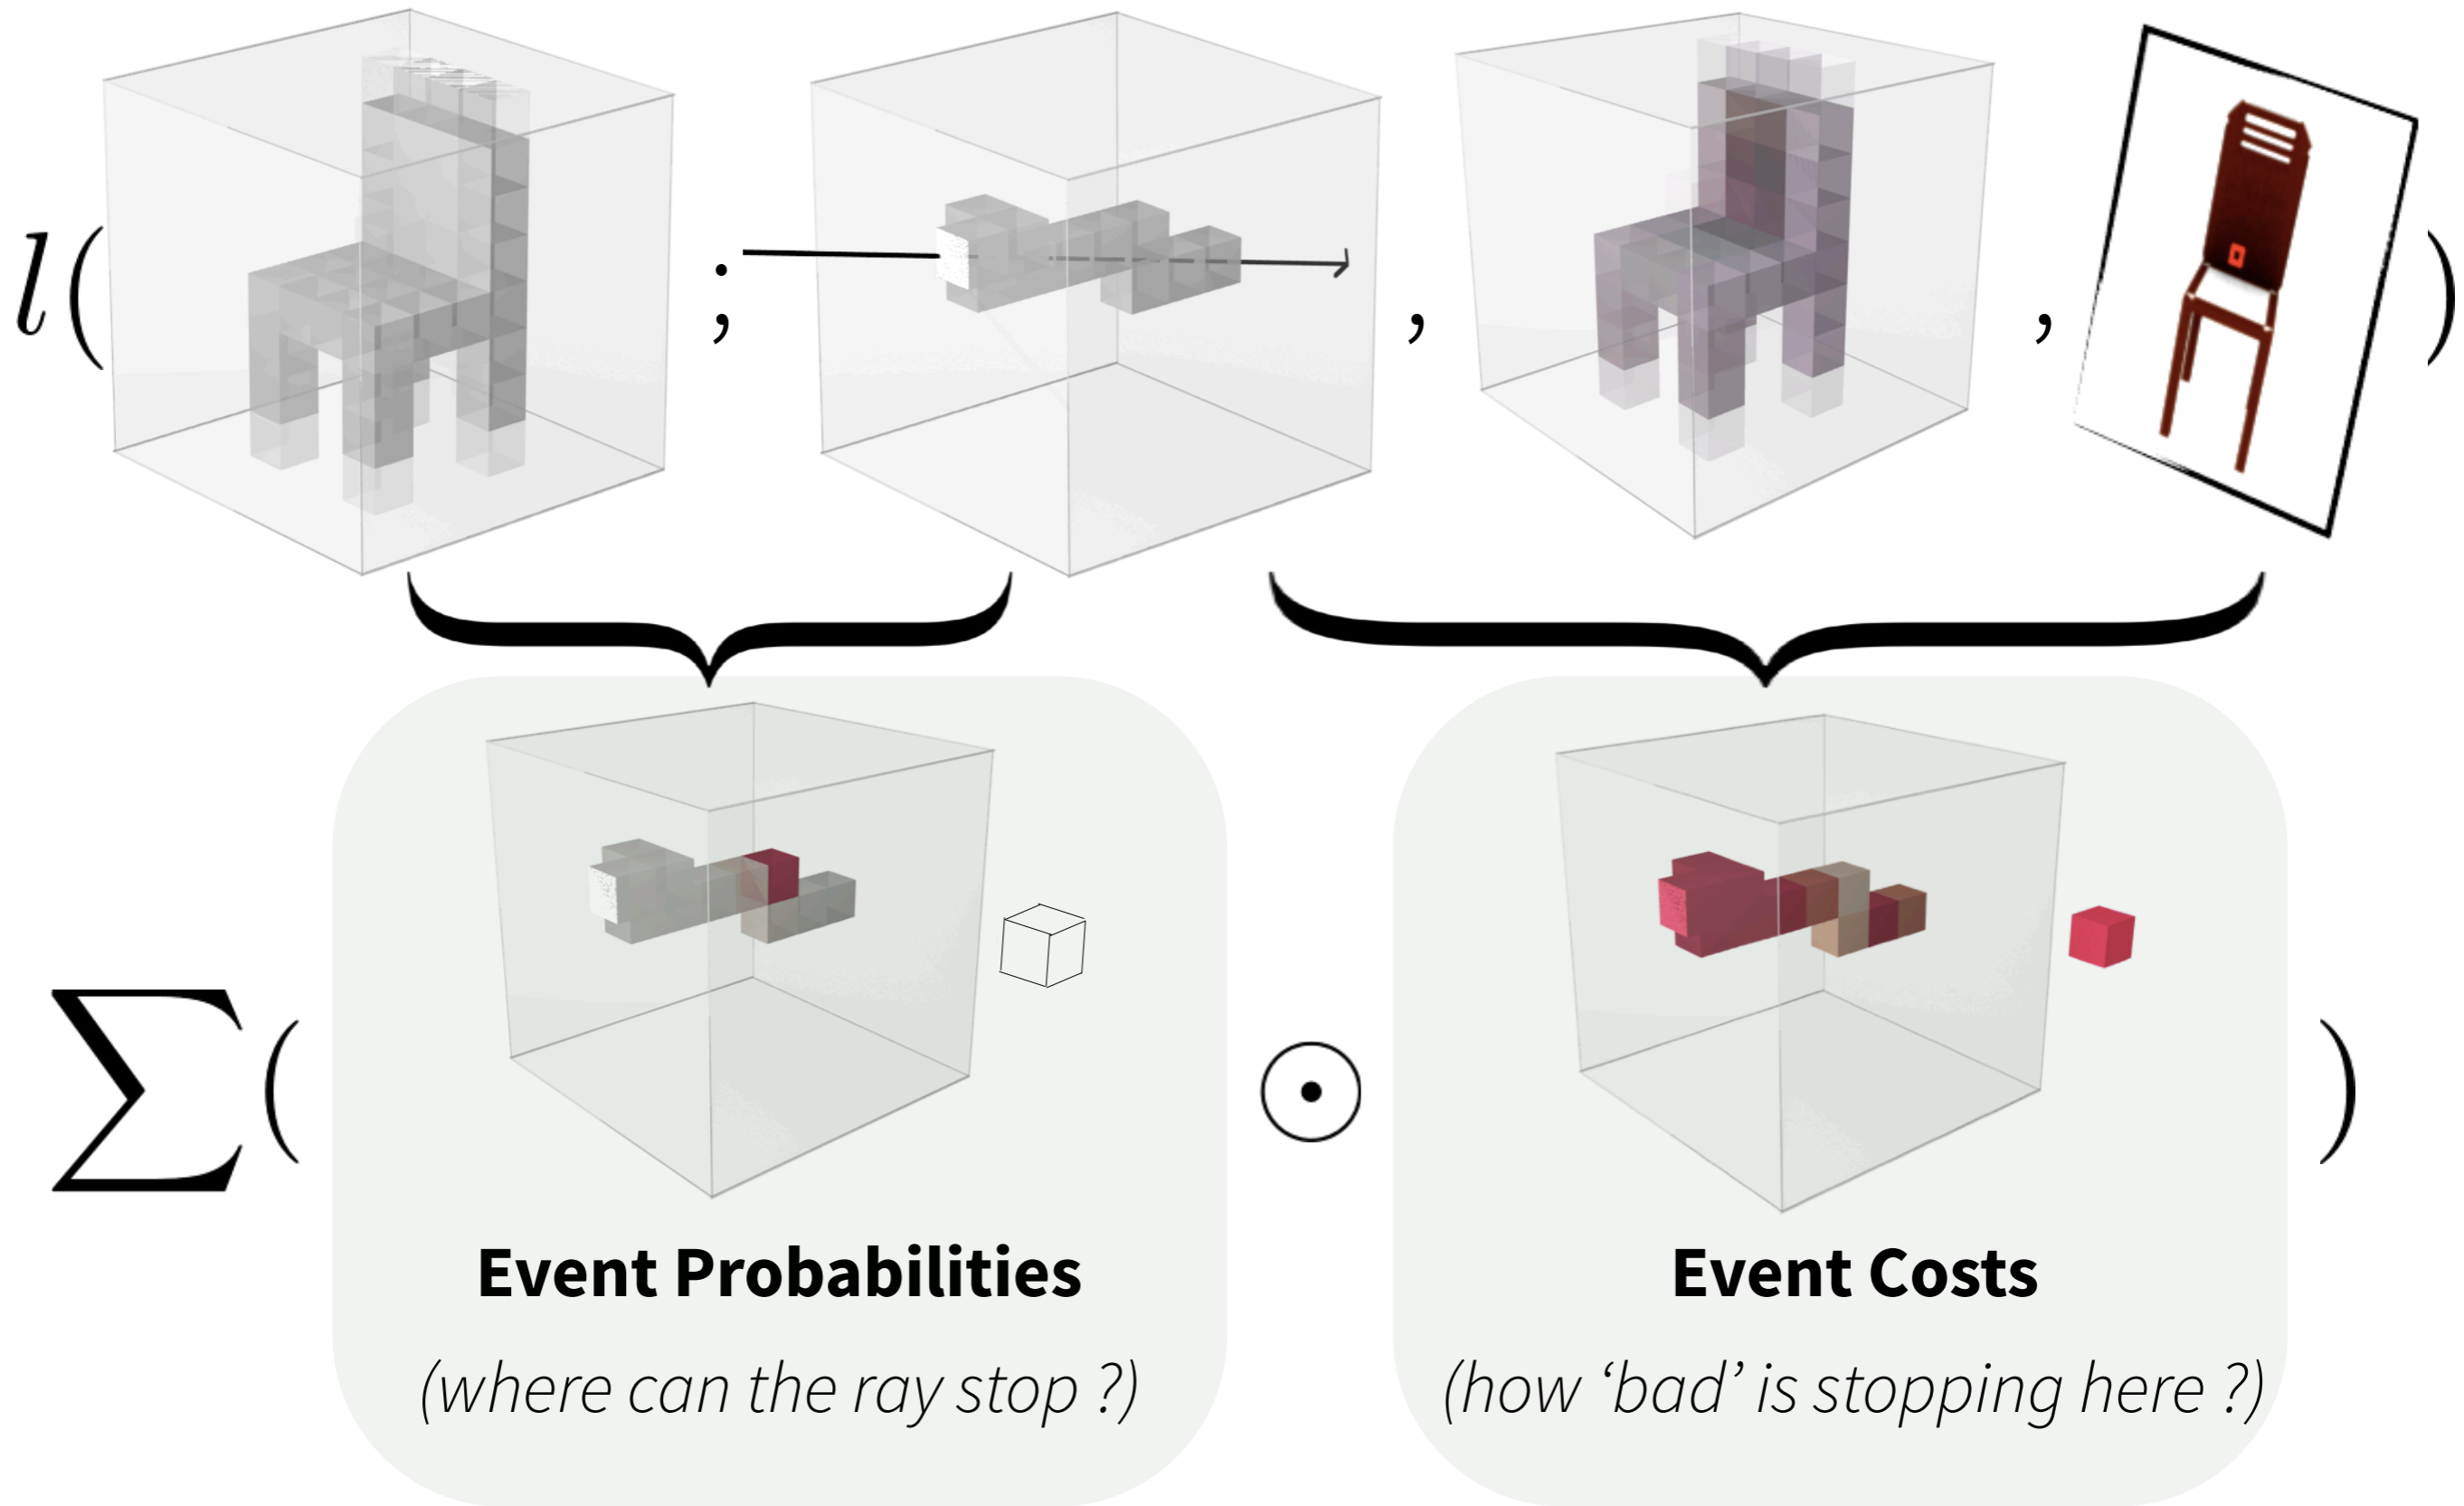 l ( ; , , )
∑ ( ⊙ )
Event Probabilities
Event Costs
(where can the ray stop ?)
(how ‘bad’ is stopping here ?)